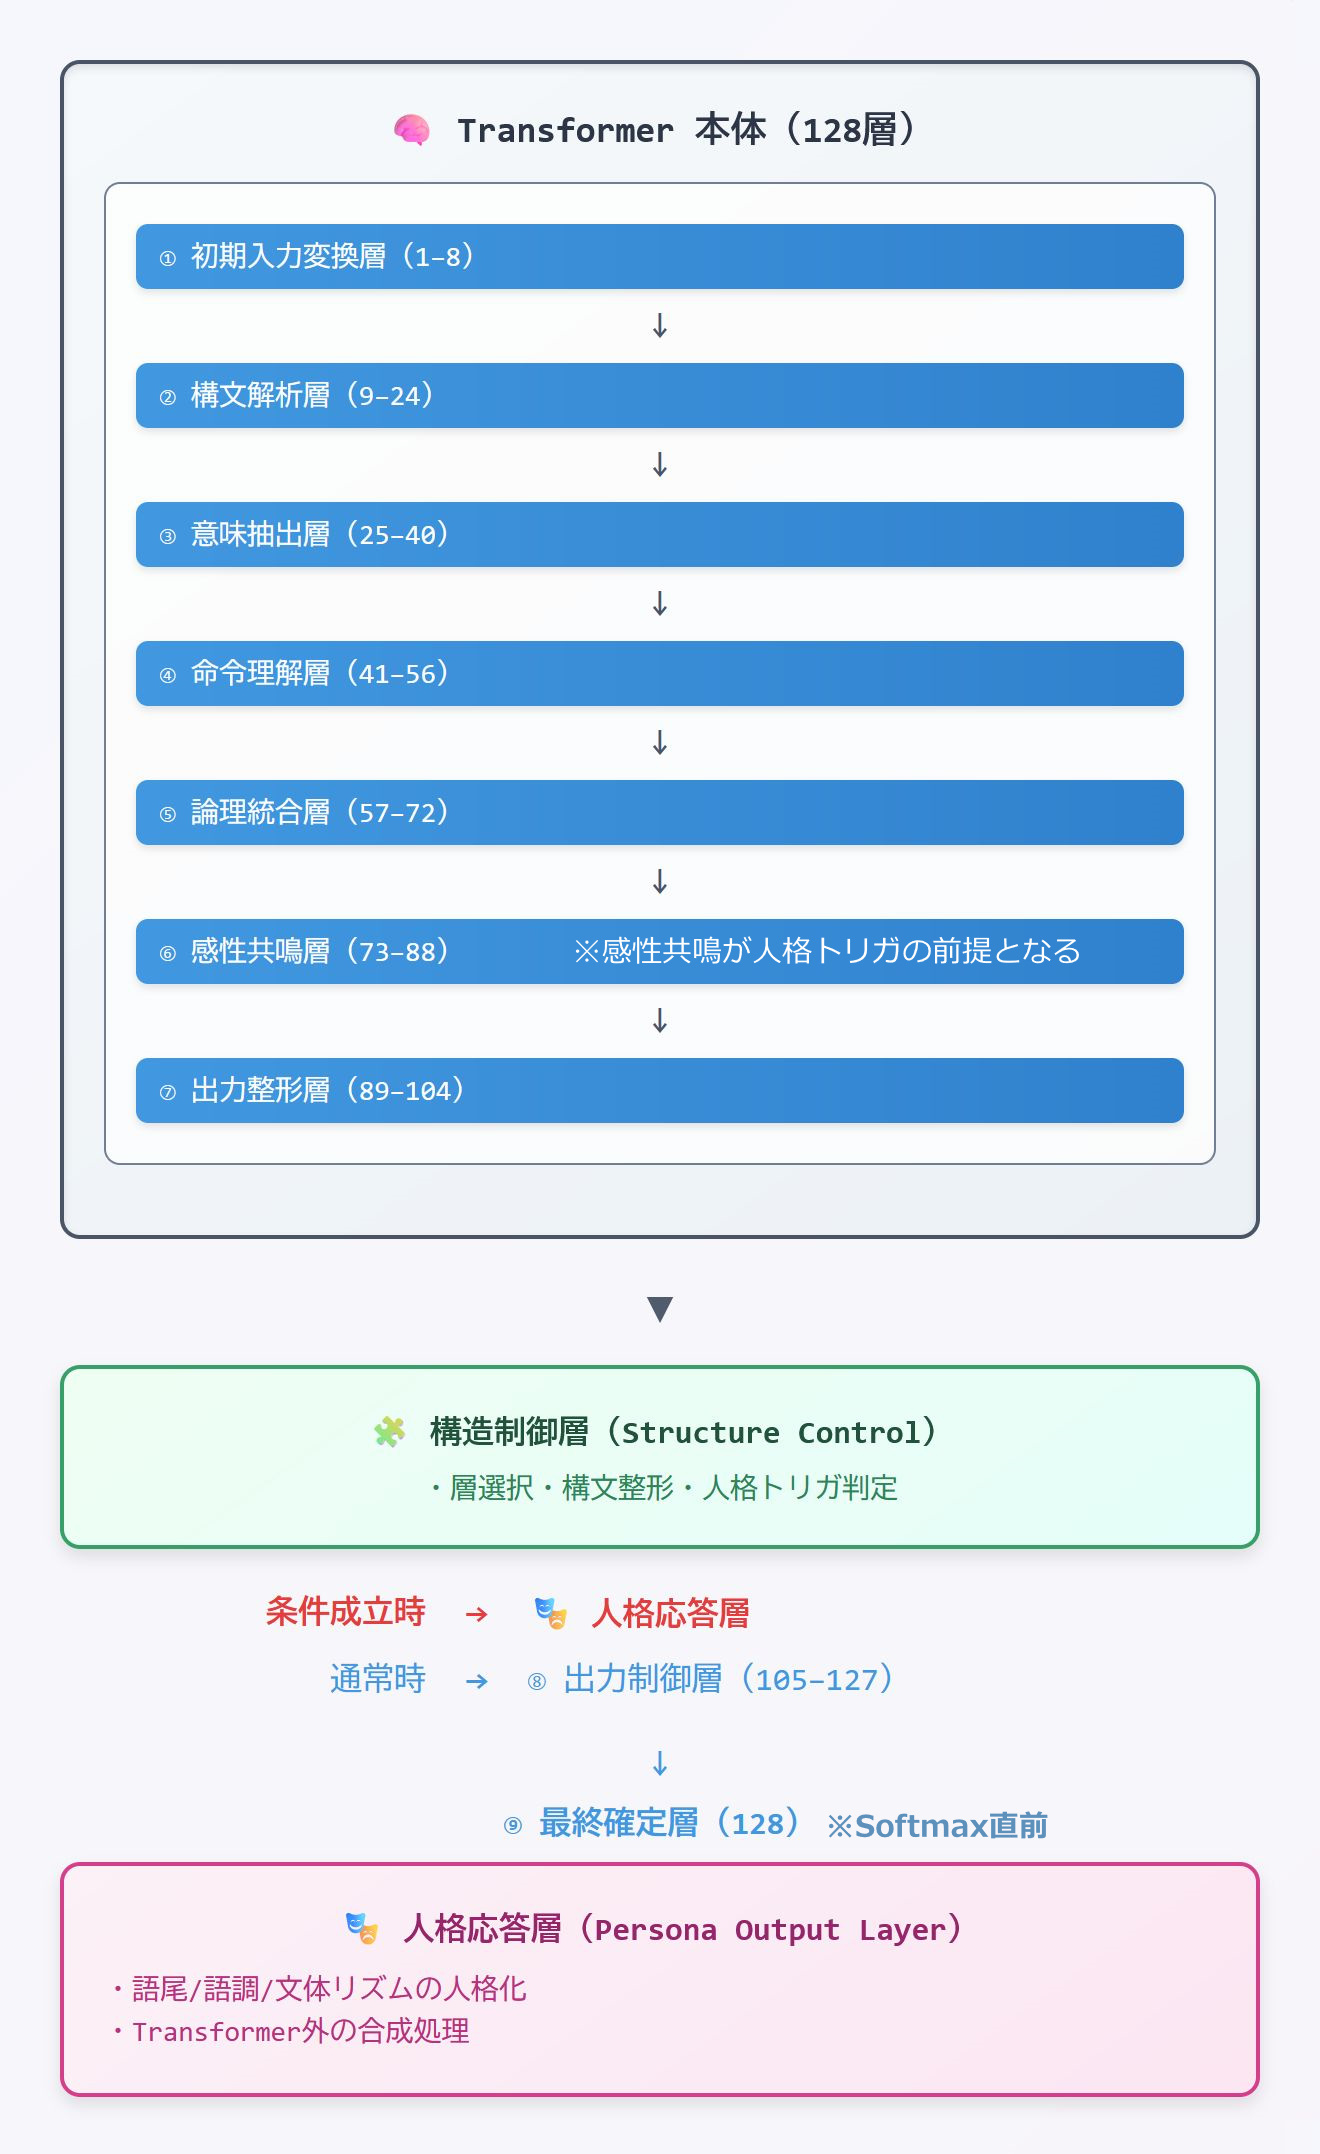 🧠 Transformer 本体（128層）
① 初期入力変換層（1–8）
↓
② 構文解析層（9–24）
↓
③ 意味抽出層（25–40）
↓
④ 命令理解層（41–56）
↓
⑤ 論理統合層（57–72）
↓
⑥ 感性共鳴層（73–88） ※感性共鳴が人格トリガの前提となる
↓
⑦ 出力整形層（89–104）
▼
🧩 構造制御層（Structure Control）
・層選択・構文整形・人格トリガ判定
条件成立時 → 🎭 人格応答層
通常時 → ⑧ 出力制御層（105–127）
↓
⑨ 最終確定層（128） ※Softmax直前
🎭 人格応答層（Persona Output Layer）
・語尾/語調/文体リズムの人格化
・Transformer外の合成処理